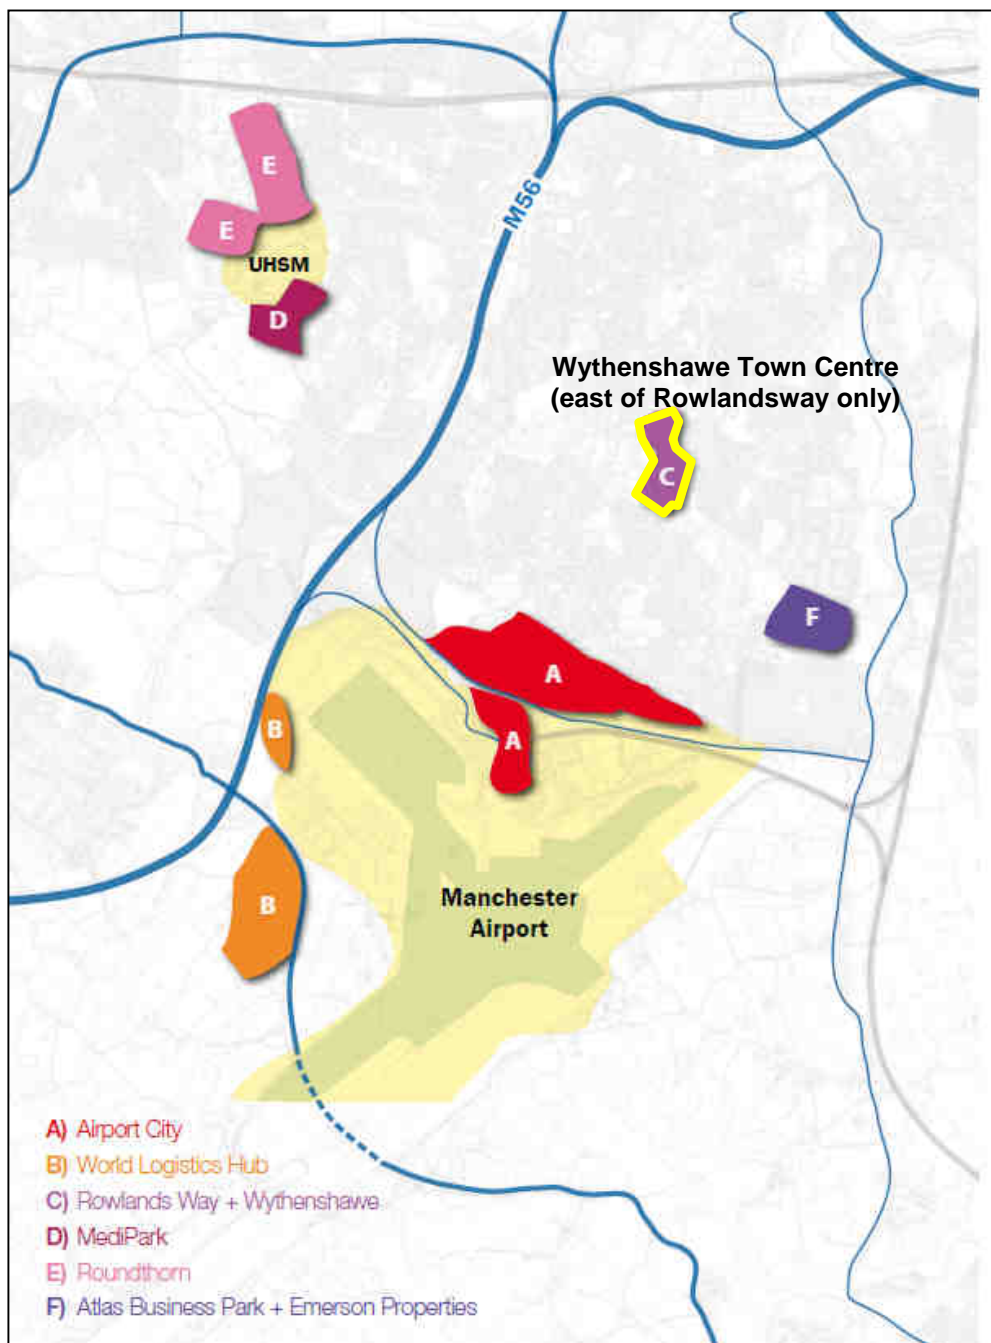 E
M56
E
UHSM
D
Wythenshawe Town Centre
(east of Rowlandsway only)
C
F
A
B
A
B
Manchester
Airport
A) Airport City
B) World Logistics Hub
C) Rowlands Way + Wythenshawe
D) MediPark
E) Roundthorn
F) Atlas Business Park + Emerson Properties